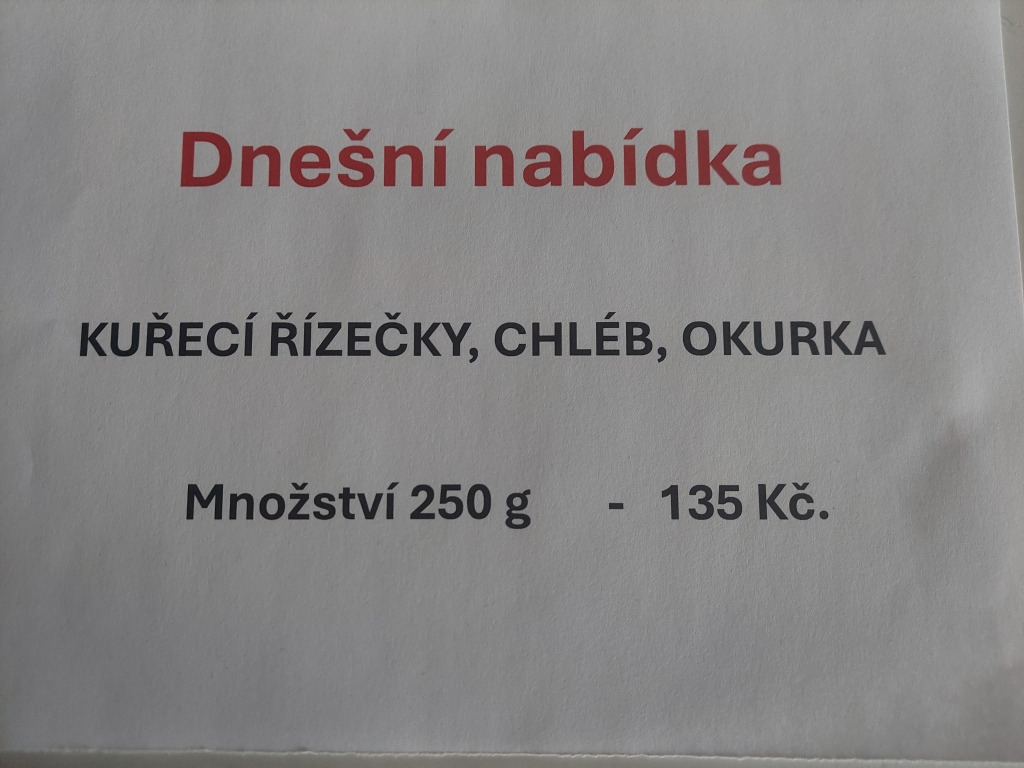 Dnešní nabídka
KUŘECÍ ŘÍZEČKY, CHLÉB, OKURKA
Množství 250 g - 135 Kč.